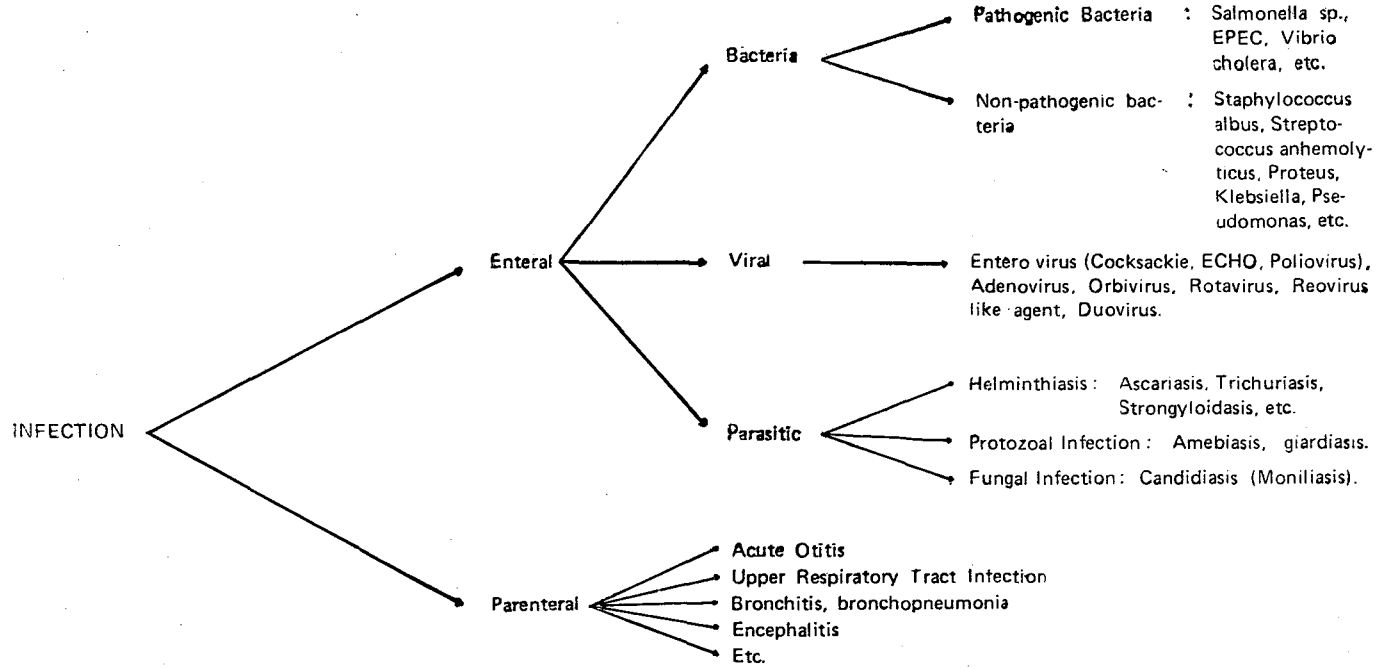 Pathogenic Bacteria : Salmonella sp.,
EPEC, Vibrio
cholera, etc.
Bacteria
Non-pathogenic bac- : Staphylococcus
teria albus, Strepto-
coccus anhemoly-
ticus, Proteus,
Klebsiella, Pse-
udomonas, etc.
Enteral
Viral
Entero virus (Cocksackie, ECHO, Poliovirus),
Adenovirus, Orbivirus, Rotavirus, Reovirus
like agent, Duovirus.
Helminthiasis : Ascariasis, Trichuriasis,
Strongyloidasis, etc.
INFECTION
Parasitic
Protozoal Infection : Amebiasis, giardiasis.
Fungal Infection : Candidiasis (Moniliasis).
Acute Otitis
Upper Respiratory Tract Infection
Parenteral
Bronchitis, bronchopneumonia
Encephalitis
Etc.